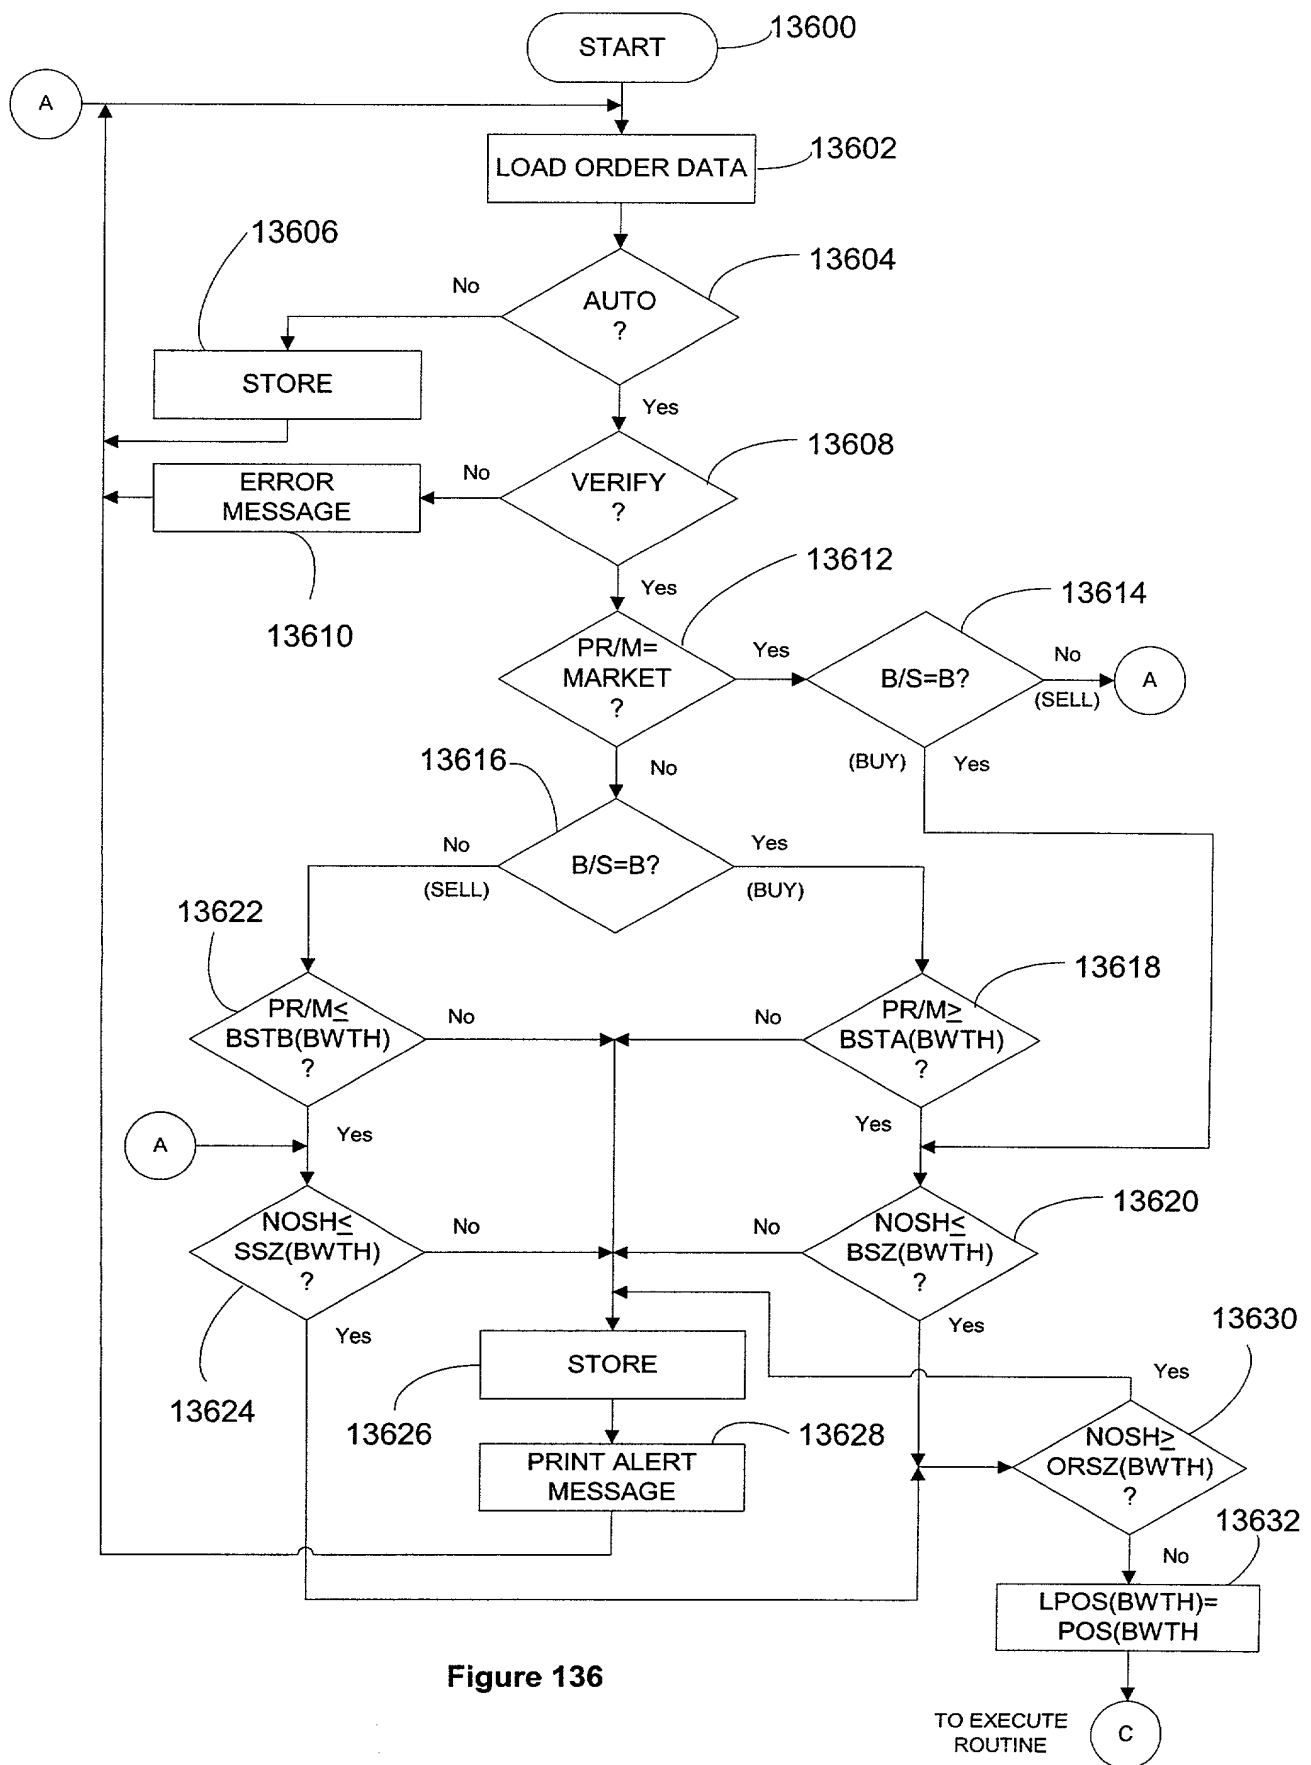 START
13600
A
LOAD ORDER DATA
13602
13606
13604
No
AUTO
?
STORE
Yes
13608
ERROR
MESSAGE
No
VERIFY
?
13610
Yes
13612
13614
PR/M=
MARKET
?
Yes
B/S=B?
No
(SELL)
A
13616
No
(BUY)
Yes
No
(SELL)
B/S=B?
Yes
(BUY)
13622
13618
PR/M≤
BSTB(BWTH)
?
No
No
PR/M≥
BSTA(BWTH)
?
A
Yes
Yes
13620
NOSH≤
SSZ(BWTH)
?
No
No
NOSH≤
BSZ(BWTH)
?
Yes
Yes
13630
STORE
Yes
13624
13626
13628
NOSH≥
ORSZ(BWTH)
?
PRINT ALERT
MESSAGE
13632
No
LPOS(BWTH)=
POS(BWTH
Figure 136
TO EXECUTE
ROUTINE
C